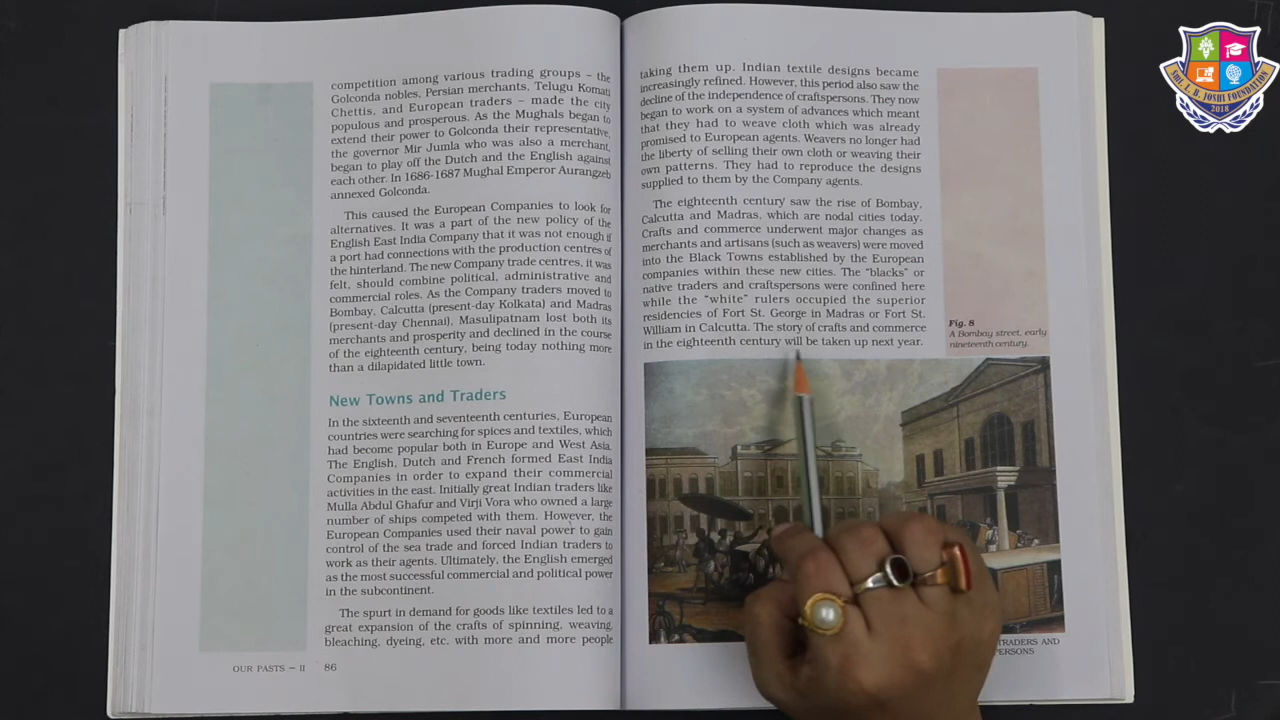 competition among various trading groups – the
Golconda nobles, Persian merchants, Telugu Komati
Chettis, and European traders – made the city
populous and prosperous. As the Mughals began to
extend their power to Golconda their representative,
the governor Mir Jumla who was also a merchant,
began to play off the Dutch and the English against
each other. In 1686-1687 Mughal Emperor Aurangzeb
annexed Golconda.
This caused the European Companies to look for
alternatives. It was a part of the new policy of the
English East India Company that it was not enough if
a port had connections with the production centres of
the hinterland. The new Company trade centres, it was
felt, should combine political, administrative and
commercial roles. As the Company traders moved to
Bombay, Calcutta (present-day Kolkata) and Madras
(present-day Chennai), Masulipatnam lost both its
merchants and prosperity and declined in the course
of the eighteenth century, being today nothing more
than a dilapidated little town.
New Towns and Traders
In the sixteenth and seventeenth centuries, European
countries were searching for spices and textiles, which
had become popular both in Europe and West Asia.
The English, Dutch and French formed East India
Companies in order to expand their commercial
activities in the east. Initially great Indian traders like
Mulla Abdul Ghafur and Virji Vora who owned a large
number of ships competed with them. However, the
European Companies used their naval power to gain
control of the sea trade and forced Indian traders to
work as their agents. Ultimately, the English emerged
as the most successful commercial and political power
in the subcontinent.
The spurt in demand for goods like textiles led to a
great expansion of the crafts of spinning, weaving,
bleaching, dyeing, etc. with more and more people
OUR PASTS – II 86
taking them up. Indian textile designs became
increasingly refined. However, this period also saw the
decline of the independence of craftspersons. They now
began to work on a system of advances which meant
that they had to weave cloth which was already
promised to European agents. Weavers no longer had
the liberty of selling their own cloth or weaving their
own patterns. They had to reproduce the designs
supplied to them by the Company agents.
The eighteenth century saw the rise of Bombay,
Calcutta and Madras, which are nodal cities today.
Crafts and commerce underwent major changes as
merchants and artisans (such as weavers) were moved
into the Black Towns established by the European
companies within these new cities. The “blacks” or
native traders and craftspersons were confined here
while the “white” rulers occupied the superior
residencies of Fort St. George in Madras or Fort St.
William in Calcutta. The story of crafts and commerce
in the eighteenth century will be taken up next year.
Fig. 8
A Bombay street, early
nineteenth century.
TRADERS AND
PERSONS
SHRI. L. B. JOSHI FOUNDATION
2018